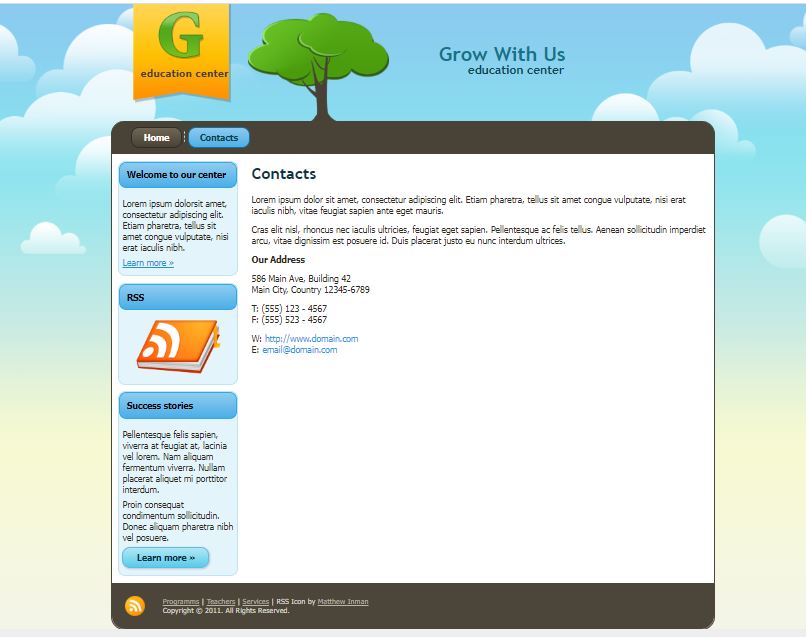 G
education center
Grow With Us
education center
Home
Contacts
Welcome to our center
Lorem ipsum dolorsit amet,
consectetur adipiscing elit.
Etiam pharetra, tellus sit
amet congue vulputate, nisi
erat iaculis nibh.
Learn more »
RSS
Success stories
Pellentesque felis sapien,
viverra at feugiat at, lacinia
vel lorem. Nam aliquam
fermentum viverra. Nullam
placerat aliquet mi porttitor
interdum.
Proin consequat
condimentum sollicitudin.
Donec aliquam pharetra nibh
vel posuere.
Learn more »
Contacts
Lorem ipsum dolor sit amet, consectetur adipiscing elit. Etiam pharetra, tellus sit amet congue vulputate, nisi erat
iaculis nibh, vitae feugiat sapien ante eget mauris.
Cras elit nisl, rhoncus nec iaculis ultricies, feugiat eget sapien. Pellentesque ac felis tellus. Aenean sollicitudin imperdiet
arcu, vitae dignissim est posuere id. Duis placerat justo eu nunc interdum ultrices.
Our Address
586 Main Ave, Building 42
Main City, Country 12345-6789
T: (555) 123 - 4567
F: (555) 523 - 4567
W: http://www.domain.com
E: email@domain.com
Programms | Teachers | Services | RSS Icon by Matthew Inman
Copyright © 2011. All Rights Reserved.